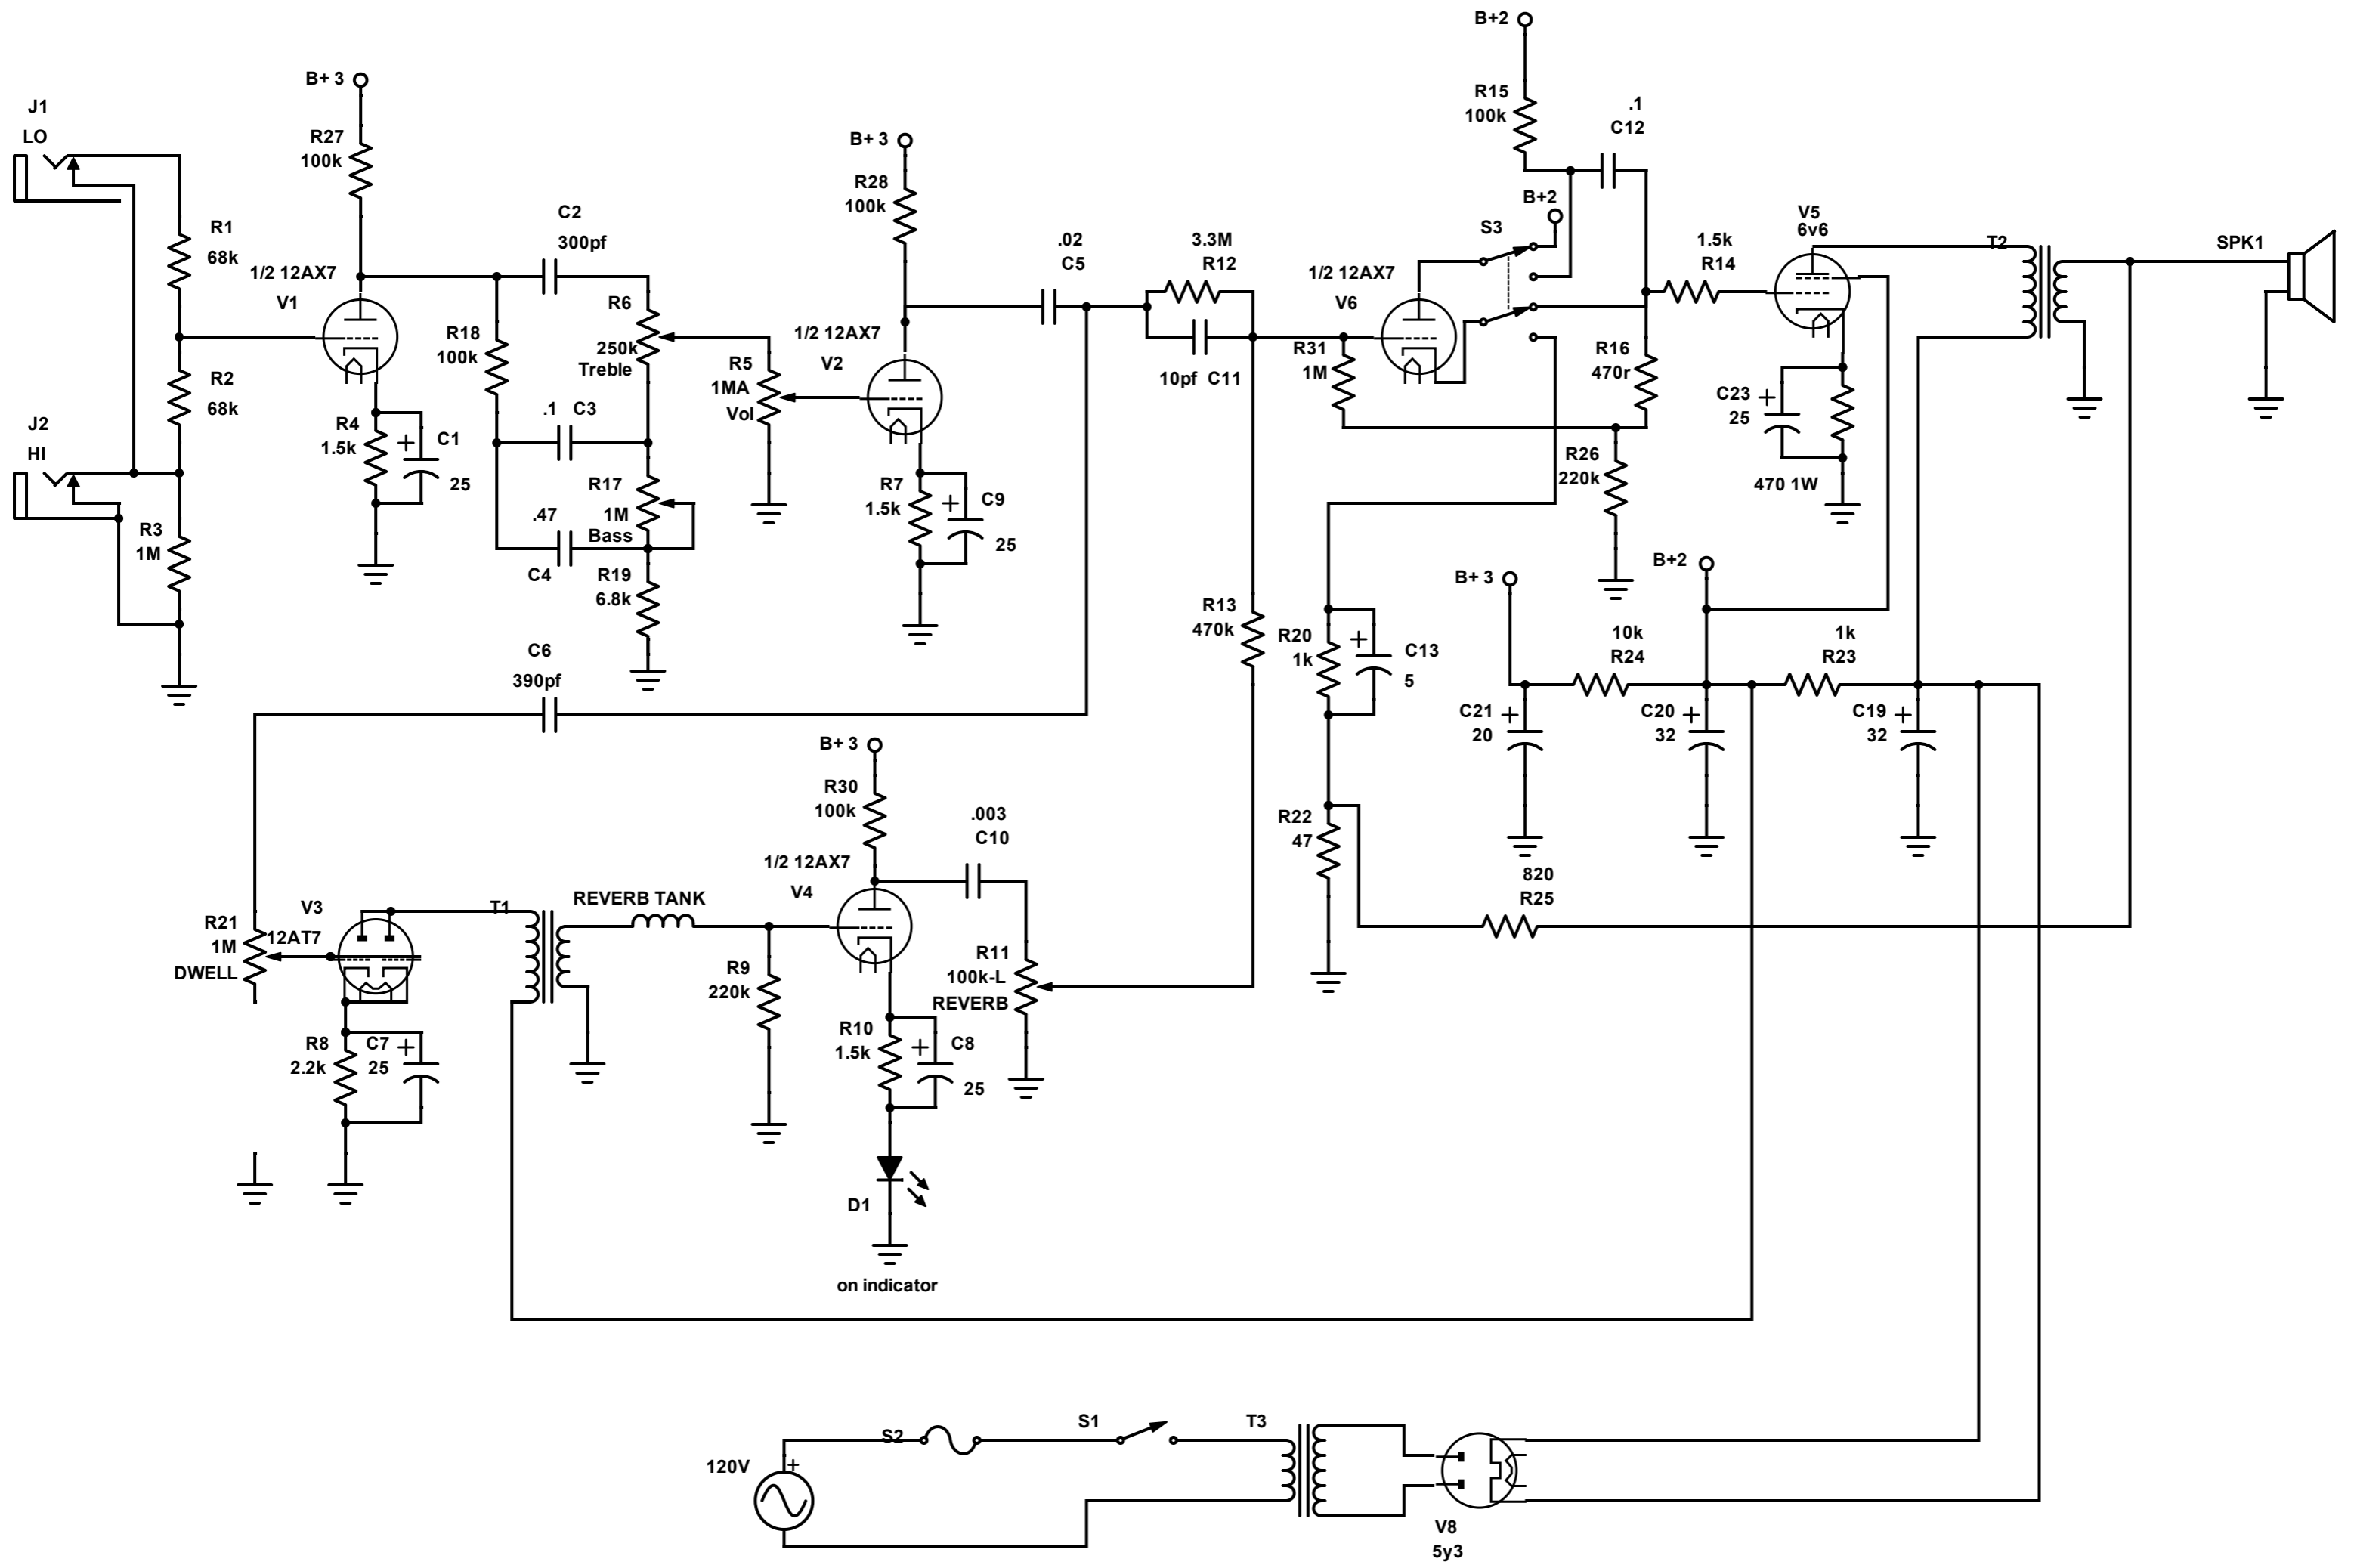 B+2
R15
100k
.1
C12
B+ 3
J1
LO
R27
100k
B+ 3
R28
100k
B+2
S3
V5
6v6
T2
SPK1
R1
68k
C2
300pf
.02
C5
3.3M
R12
1.5k
R14
1/2 12AX7
V1
R6
250k
Treble
1/2 12AX7
V2
1/2 12AX7
V6
R18
100k
R5
1MA
Vol
10pf C11
R31
1M
R16
470r
R2
68k
C23
25
J2
HI
R4
1.5k
C1
25
.1 C3
R17
1M
Bass
R7
1.5k
C9
25
R26
220k
470 1W
R3
1M
.47
C4
R19
6.8k
B+ 3
B+2
R13
470k
R20
1k
C13
5
10k
R24
1k
R23
C6
390pf
C21
20
C20
32
C19
32
B+ 3
R30
100k
.003
C10
R22
47
1/2 12AX7
V4
820
R25
REVERB TANK
V3
T1
R21
1M
DWELL
12AT7
R9
220k
R11
100k-L
REVERB
R8
2.2k
C7
25
R10
1.5k
C8
25
D1
on indicator
S2
S1
T3
120V
V8
5y3